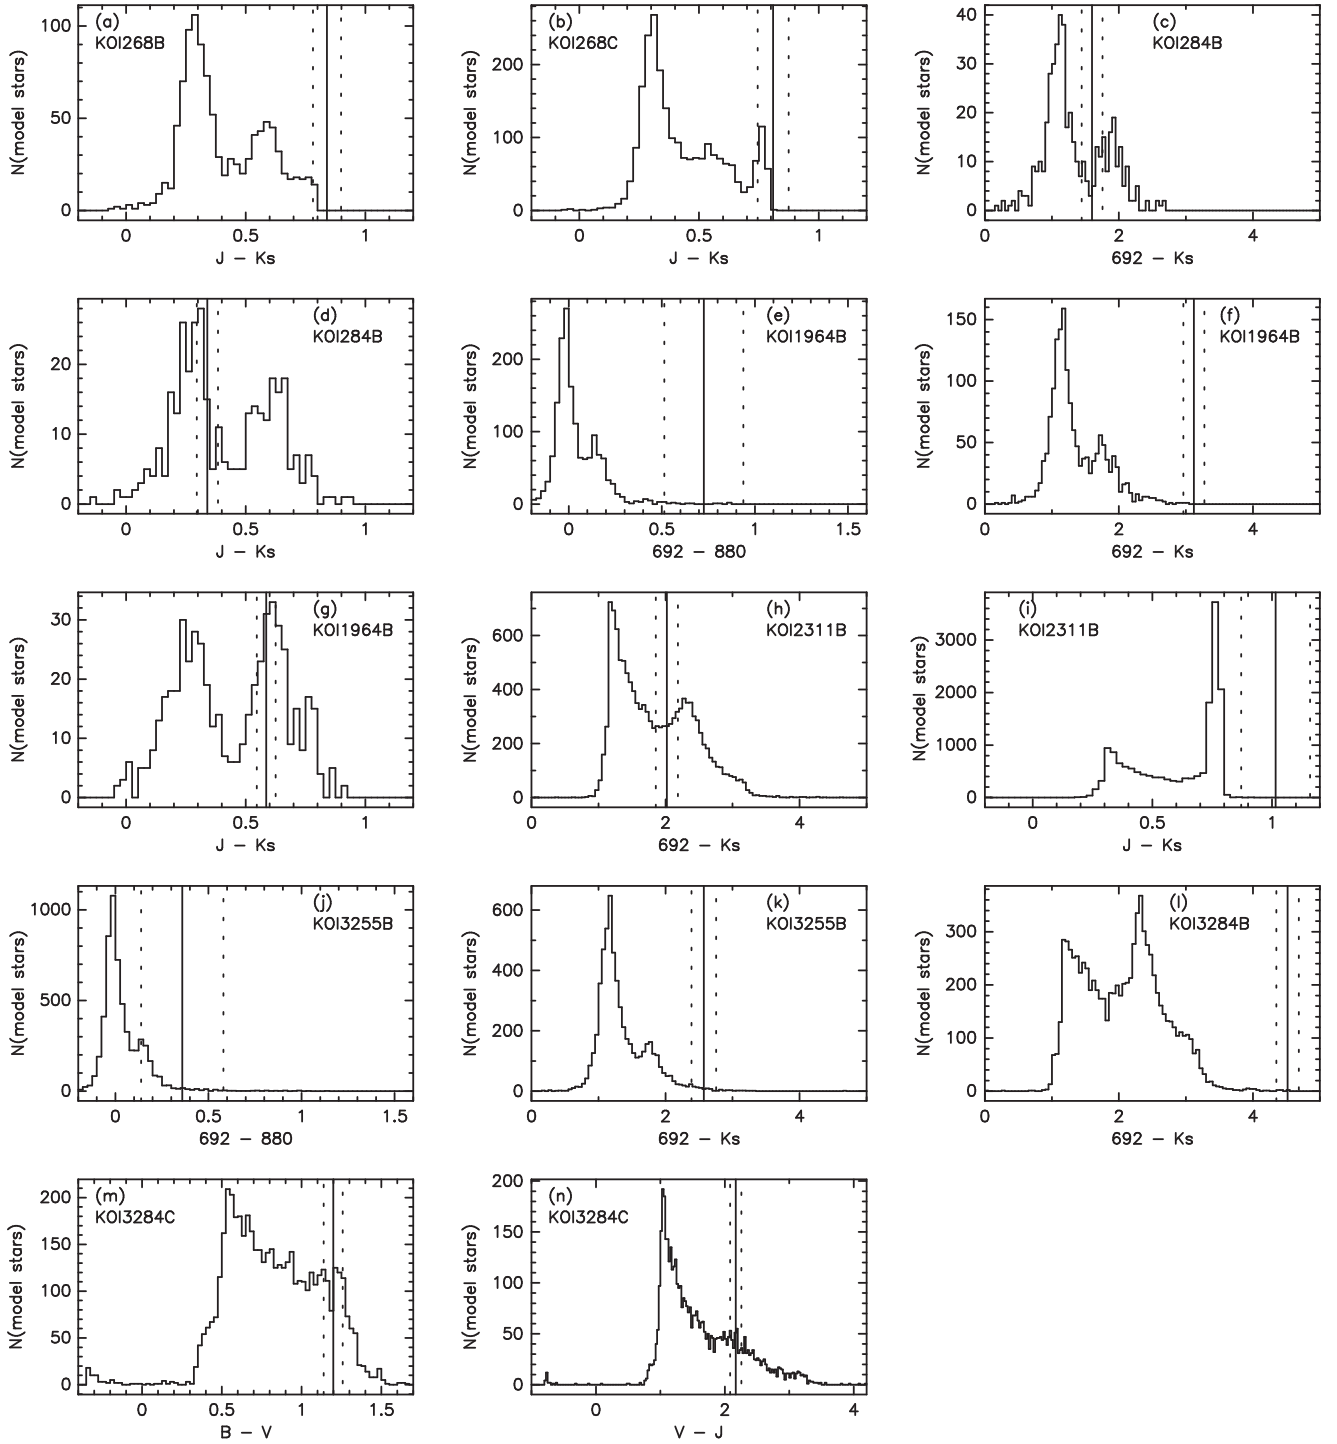 (a)
KOI268B
N(model stars)
100
50
0
0 0.5 1
J – Ks
(b)
KOI268C
N(model stars)
200
100
0
0 0.5 1
J – Ks
(c)
KOI284B
N(model stars)
40
30
20
10
0
0 2 4
692 – Ks
(d)
KOI284B
N(model stars)
20
10
0
0 0.5 1
J – Ks
(e)
KOI1964B
N(model stars)
200
100
0
0 0.5 1 1.5
692 – 880
(f)
KOI1964B
N(model stars)
150
100
50
0
0 2 4
692 – Ks
(g)
KOI1964B
N(model stars)
30
20
10
0
0 0.5 1
J – Ks
(h)
KOI2311B
N(model stars)
600
400
200
0
0 2 4
692 – Ks
(i)
KOI2311B
N(model stars)
3000
2000
1000
0
0 0.5 1
J – Ks
(j)
KOI3255B
N(model stars)
1000
500
0
0 0.5 1 1.5
692 – 880
(k)
KOI3255B
N(model stars)
600
400
200
0
0 2 4
692 – Ks
(l)
KOI3284B
N(model stars)
300
200
100
0
0 2 4
692 – Ks
(m)
KOI3284C
N(model stars)
200
150
100
50
0
0 0.5 1 1.5
B – V
(n)
KOI3284C
N(model stars)
200
150
100
50
0
0 2 4
V – J